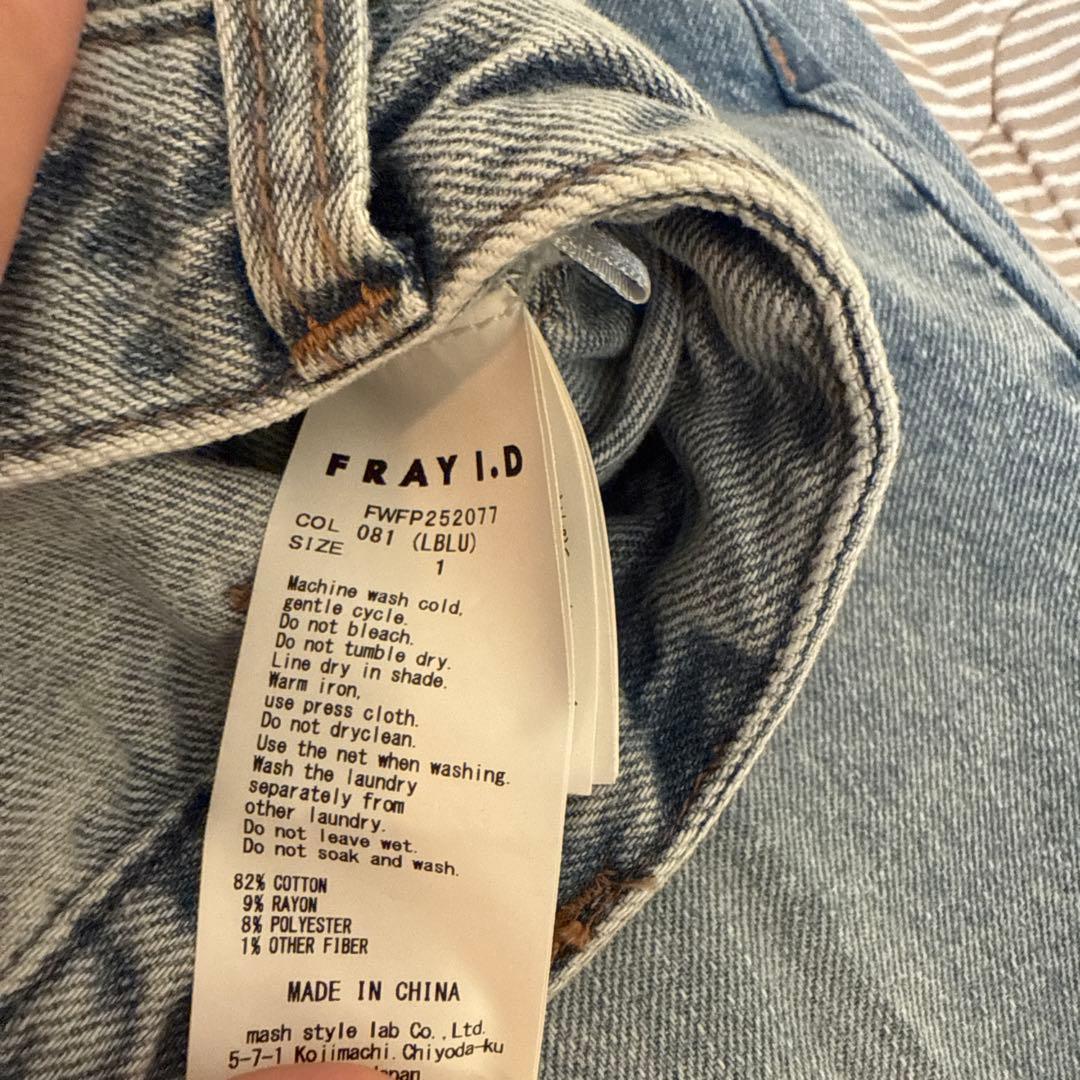 FRAY I.D
FWFP252077
COL 081 (LBLU)
SIZE 1
Machine wash cold,
gentle cycle.
Do not bleach.
Do not tumble dry.
Line dry in shade.
Warm iron,
use press cloth.
Do not dryclean.
Use the net when washing.
Wash the laundry
separately from
other laundry.
Do not leave wet.
Do not soak and wash.
82% COTTON
9% RAYON
8% POLYESTER
1% OTHER FIBER
MADE IN CHINA
mash style lab Co.,Ltd.
5-7-1 Kojimachi.Chiyoda-ku